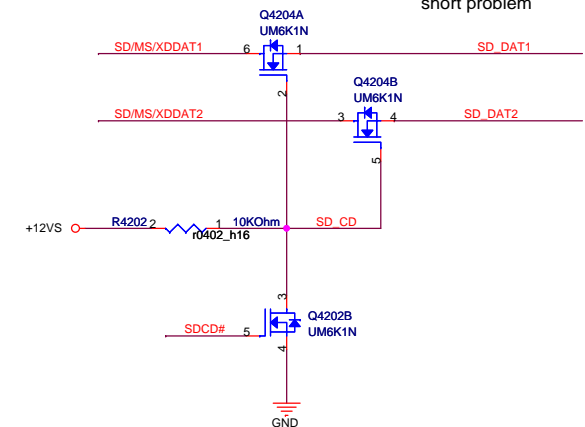 short problem
Q4204A
UM6K1N
SD/MS/XDDAT1
6
1
SD_DAT1
2
Q4204B
UM6K1N
SD/MS/XDDAT2
3
4
SD_DAT2
5
+12VS
R4202
2
1
10KOhm
r0402_h16
SD_CD
3
Q4202B
UM6K1N
SDCD#
5
4
GND